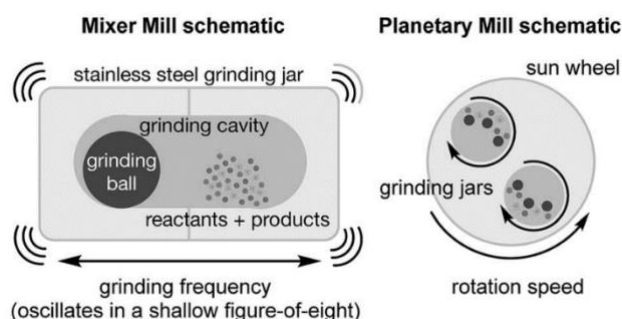 Mixer Mill schematic
stainless steel grinding jar
grinding cavity
grinding
ball
reactants + products
grinding frequency
(oscillates in a shallow figure-of-eight)
Planetary Mill schematic
sun wheel
grinding jars
rotation speed